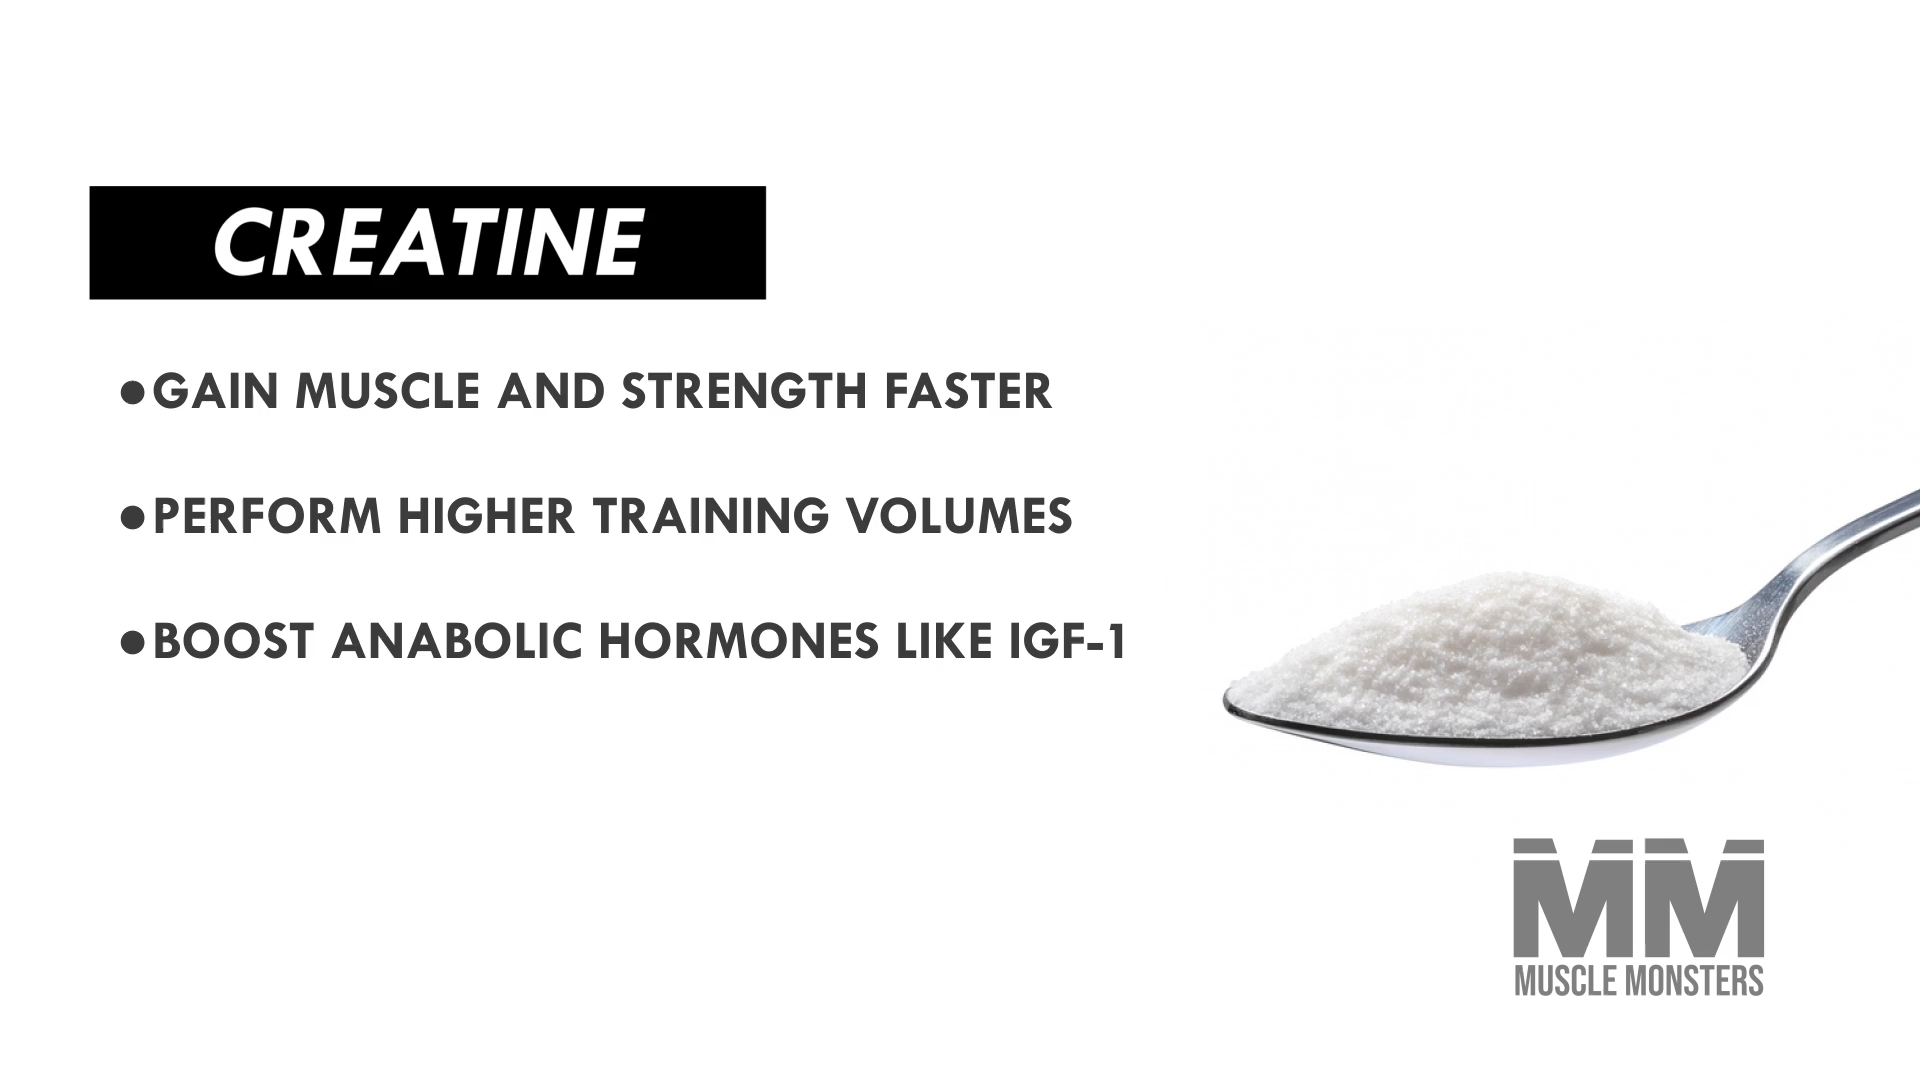 CREATINE
•GAIN MUSCLE AND STRENGTH FASTER
•PERFORM HIGHER TRAINING VOLUMES
•BOOST ANABOLIC HORMONES LIKE IGF-1
MM
MUSCLE MONSTERS